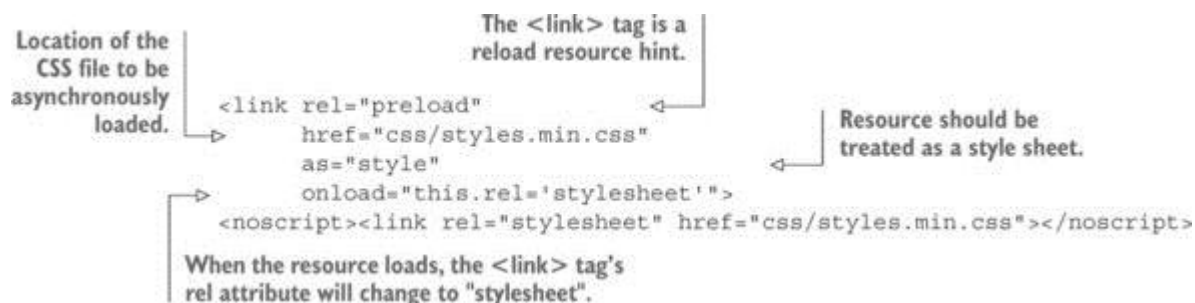 Location of the
CSS file to be
asynchronously
loaded.
The <link> tag is a
reload resource hint.
<link rel="preload"
href="css/styles.min.css"
as="style"
onload="this.rel='stylesheet'">
<noscript><link rel="stylesheet" href="css/styles.min.css"></noscript>
Resource should be
treated as a style sheet.
When the resource loads, the <link> tag's
rel attribute will change to "stylesheet".